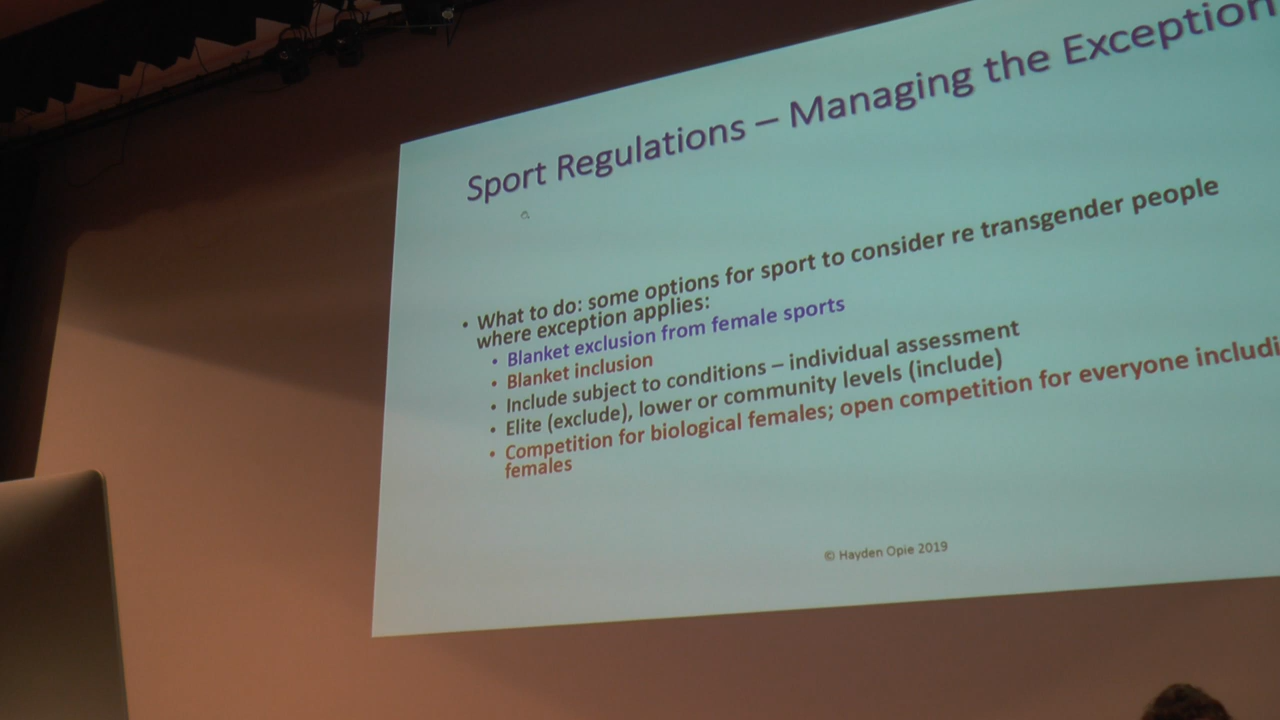 Sport Regulations – Managing the Exception
• What to do: some options for sport to consider re transgender people
where exception applies:
• Blanket exclusion from female sports
• Blanket inclusion
• Include subject to conditions – individual assessment
• Elite (exclude), lower or community levels (include)
• Competition for biological females; open competition for everyone includi
females
© Hayden Opie 2019